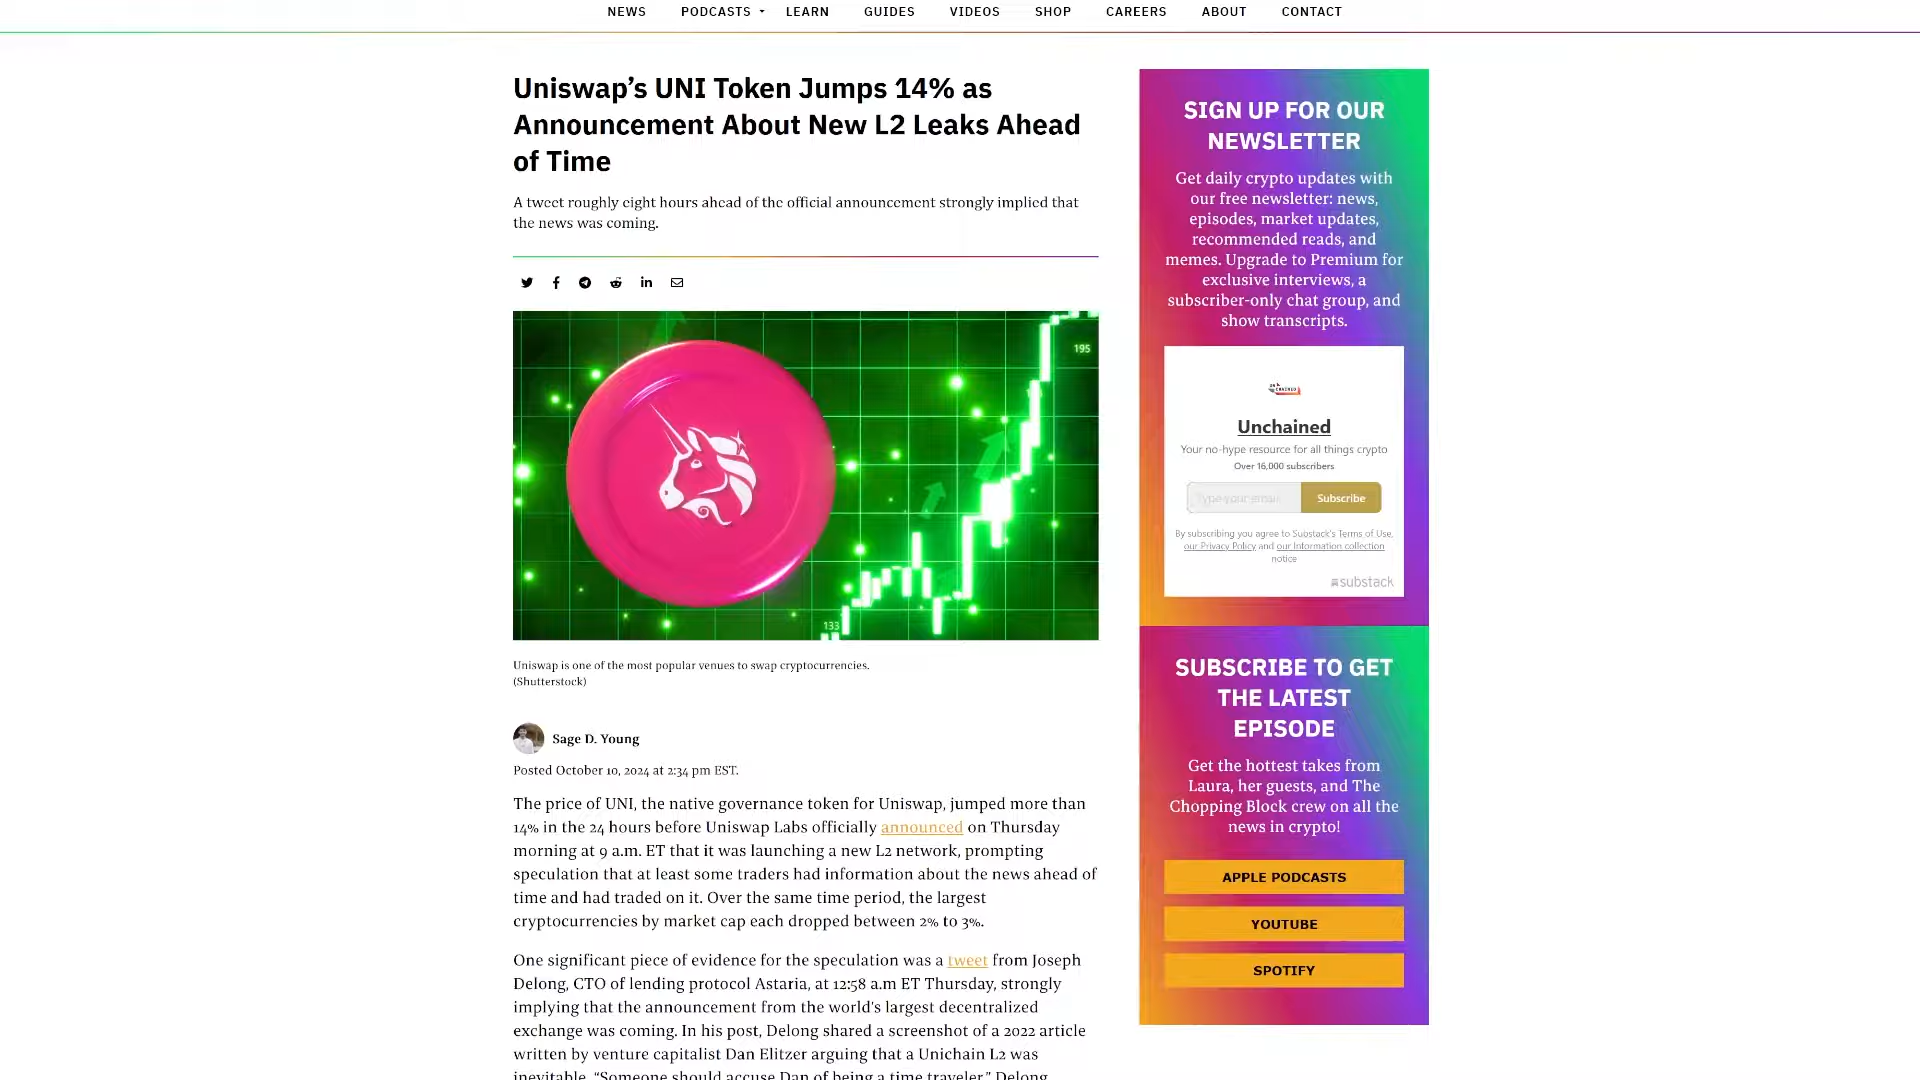 NEWS PODCASTS LEARN GUIDES VIDEOS SHOP CAREERS ABOUT CONTACT
Uniswap’s UNI Token Jumps 14% as
Announcement About New L2 Leaks Ahead
of Time
A tweet roughly eight hours ahead of the official announcement strongly implied that
the news was coming.
195
133
Uniswap is one of the most popular venues to swap cryptocurrencies.
(Shutterstock)
Sage D. Young
Posted October 10, 2024 at 2:34 pm EST.
The price of UNI, the native governance token for Uniswap, jumped more than
14% in the 24 hours before Uniswap Labs officially announced on Thursday
morning at 9 a.m. ET that it was launching a new L2 network, prompting
speculation that at least some traders had information about the news ahead of
time and had traded on it. Over the same time period, the largest
cryptocurrencies by market cap each dropped between 2% to 3%.
One significant piece of evidence for the speculation was a tweet from Joseph
Delong, CTO of lending protocol Astaria, at 12:58 a.m ET Thursday, strongly
implying that the announcement from the world’s largest decentralized
exchange was coming. In his post, Delong shared a screenshot of a 2022 article
written by venture capitalist Dan Elitzer arguing that a Unichain L2 was
inevitable. “Someone should accuse Dan of being a time traveler,” Delong
SIGN UP FOR OUR
NEWSLETTER
Get daily crypto updates with
our free newsletter: news,
episodes, market updates,
recommended reads, and
memes. Upgrade to Premium for
exclusive interviews, a
subscriber-only chat group, and
show transcripts.
Unchained
Your no-hype resource for all things crypto
Over 16,000 subscribers
Type your email...
Subscribe
By subscribing you agree to Substack's Terms of Use,
our Privacy Policy and our Information collection
notice
substack
SUBSCRIBE TO GET
THE LATEST
EPISODE
Get the hottest takes from
Laura, her guests, and The
Chopping Block crew on all the
news in crypto!
APPLE PODCASTS
YOUTUBE
SPOTIFY